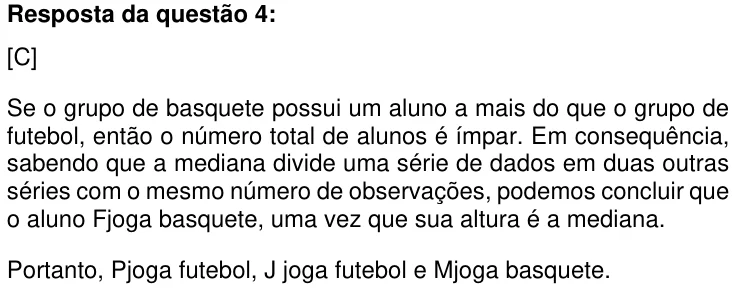 Resposta da questão 4:
[C]
Se o grupo de basquete possui um aluno a mais do que o grupo de
futebol, então o número total de alunos é ímpar. Em consequência,
sabendo que a mediana divide uma série de dados em duas outras
séries com o mesmo número de observações, podemos concluir que
o aluno Fjoga basquete, uma vez que sua altura é a mediana.
Portanto, Pjoga futebol, J joga futebol e Mjoga basquete.